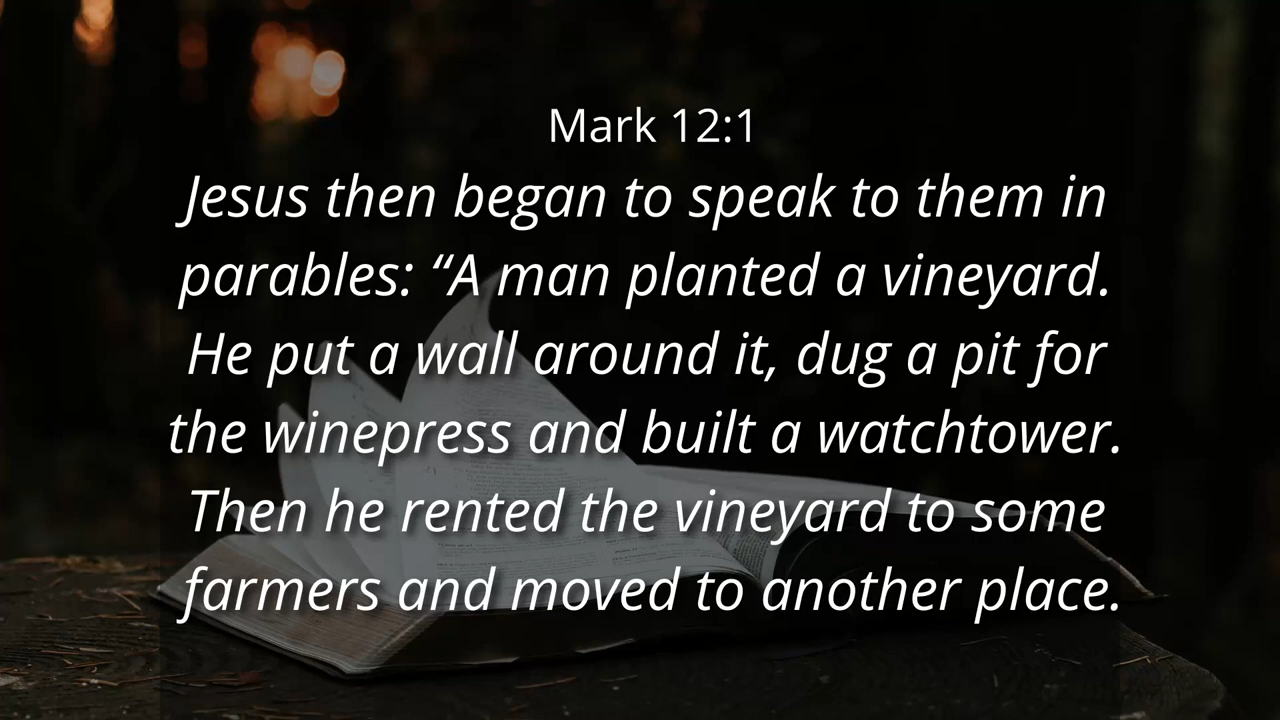 Mark 12:1
Jesus then began to speak to them in
parables: “A man planted a vineyard.
He put a wall around it, dug a pit for
the winepress and built a watchtower.
Then he rented the vineyard to some
farmers and moved to another place.